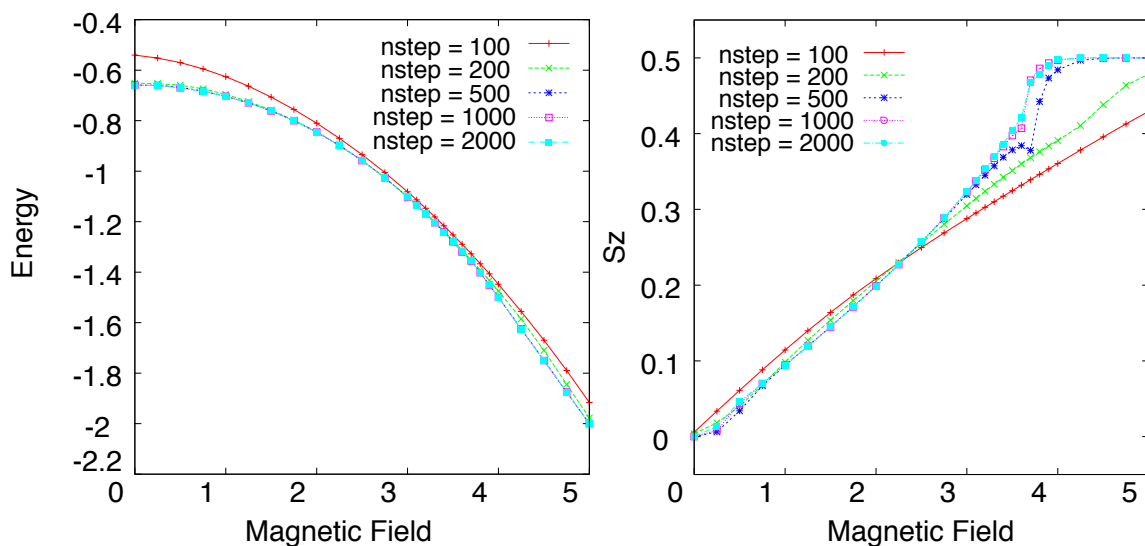 -0.4
-0.6
-0.8
-1
-1.2
-1.4
-1.6
-1.8
-2
-2.2
Energy
nstep = 100
nstep = 200
nstep = 500
nstep = 1000
nstep = 2000
0 1 2 3 4 5
Magnetic Field
0.5
0.4
0.3
0.2
0.1
0
Sz
nstep = 100
nstep = 200
nstep = 500
nstep = 1000
nstep = 2000
0 1 2 3 4 5
Magnetic Field